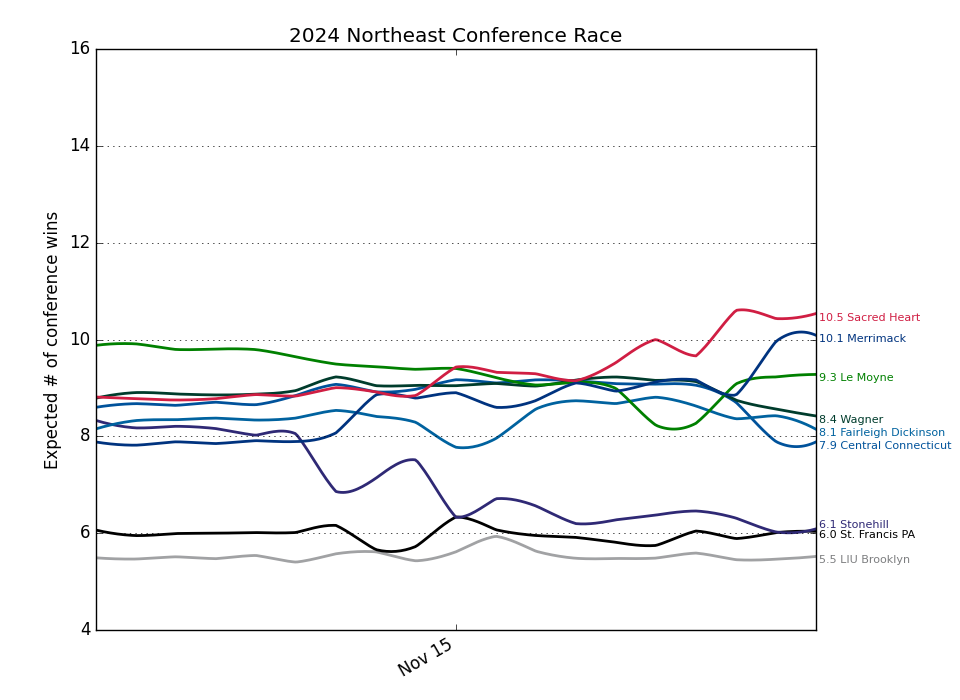 2024 Northeast Conference Race
Expected # of conference wins
16
14
12
10
8
6
4
Nov 15
10.5 Sacred Heart
10.1 Merrimack
9.3 Le Moyne
8.4 Wagner
8.1 Fairleigh Dickinson
7.9 Central Connecticut
6.1 Stonehill
6.0 St. Francis PA
5.5 LIU Brooklyn